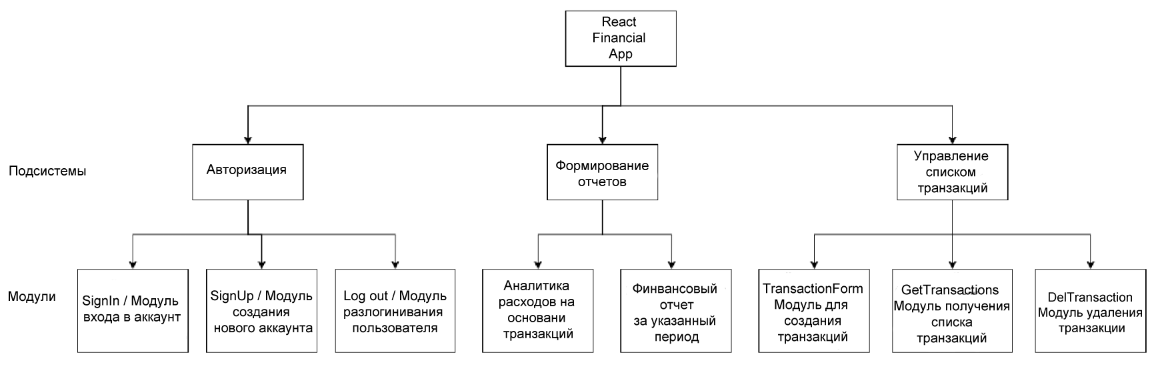 React
Financial
App
Подсистемы
Авторизация
Формирование
отчетов
Управление
списком
транзакций
Модули
SignIn / Модуль
входа в аккаунт
SignUp / Модуль
создания
нового аккаунта
Log out / Модуль
разлогинивания
пользователя
Аналитика
расходов на
основани
транзакций
Финвансовый
отчет
за указанный
период
TransactionForm
Модуль для
создания
транзакций
GetTransactions
Модуль получения
списка
транзакций
DelTransaction
Модуль удаления
транзакции